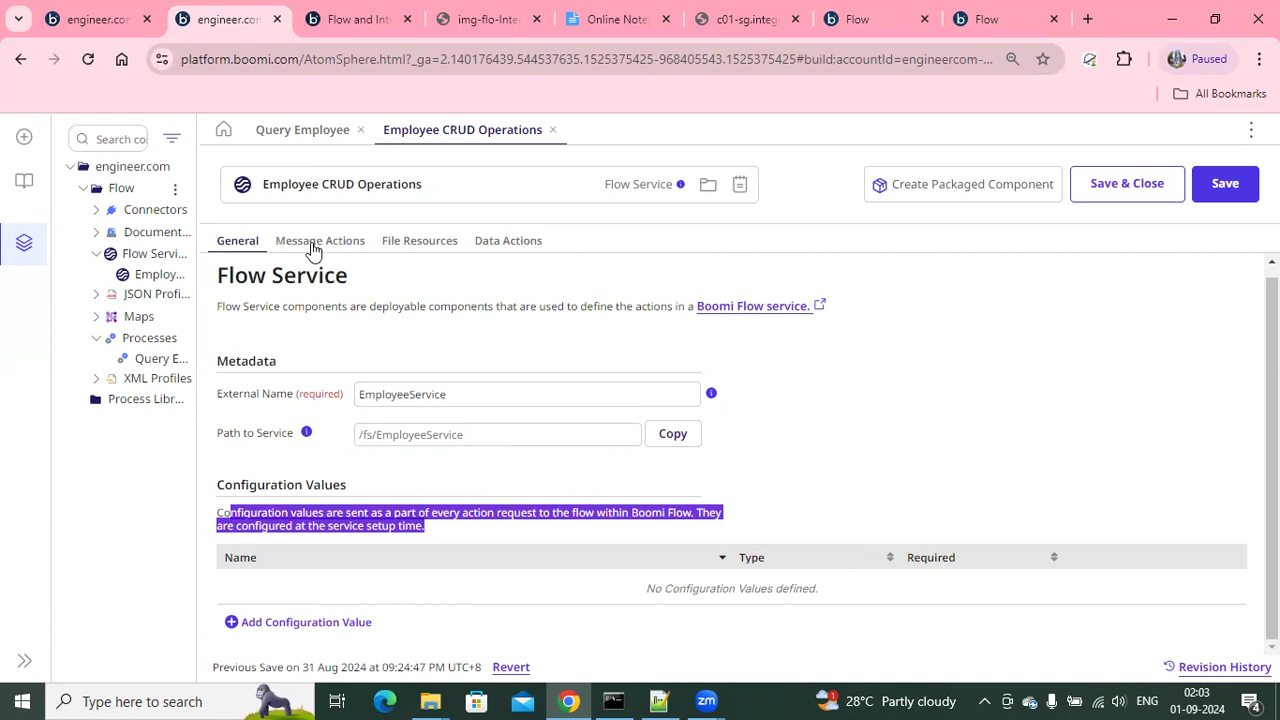 engineer.com
engineer.com
Flow and Inte
img-flo-Integ
Online Notep
c01-sg.integ
Flow
Flow
platform.boomi.com/AtomSphere.html?_ga=2.140176439.544537635.1525375425-968405543.1525375425#build;accountId=engineercom-...
Paused
All Bookmarks
Search co
Query Employee
Employee CRUD Operations
engineer.com
Flow
Connectors
Document...
Flow Servi...
Employ...
JSON Profi...
Maps
Processes
Query E...
XML Profiles
Process Libr...
Employee CRUD Operations
Flow Service
Create Packaged Component
Save & Close
Save
General
Message Actions
File Resources
Data Actions
Flow Service
Flow Service components are deployable components that are used to define the actions in a Boomi Flow service.
Metadata
External Name (required)
EmployeeService
Path to Service
/fs/EmployeeService
Copy
Configuration Values
Configuration values are sent as a part of every action request to the flow within Boomi Flow. They
are configured at the service setup time.
Name
Type
Required
No Configuration Values defined.
Add Configuration Value
Previous Save on 31 Aug 2024 at 09:24:47 PM UTC+8
Revert
Revision History
Type here to search
28°C Partly cloudy
ENG
02:03
01-09-2024
4